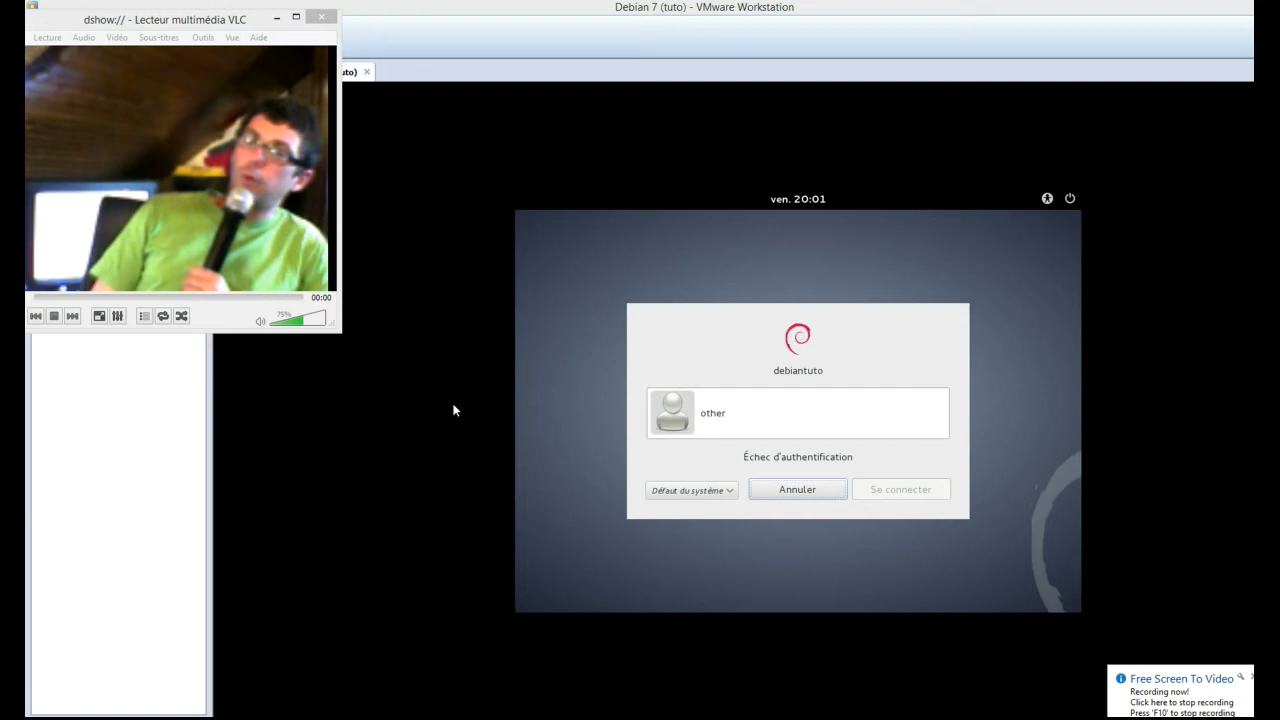 Debian 7 (tuto) - VMware Workstation
dshow:// - Lecteur multimédia VLC
Lecture Audio Vidéo Sous-titres Outils Vue Aide
uto)
ven. 20:01
00:00
75%
debiantuto
other
Échec d'authentification
Défaut du système
Annuler
Se connecter
Free Screen To Video
Recording now!
Click here to stop recording
Press 'F10' to stop recording